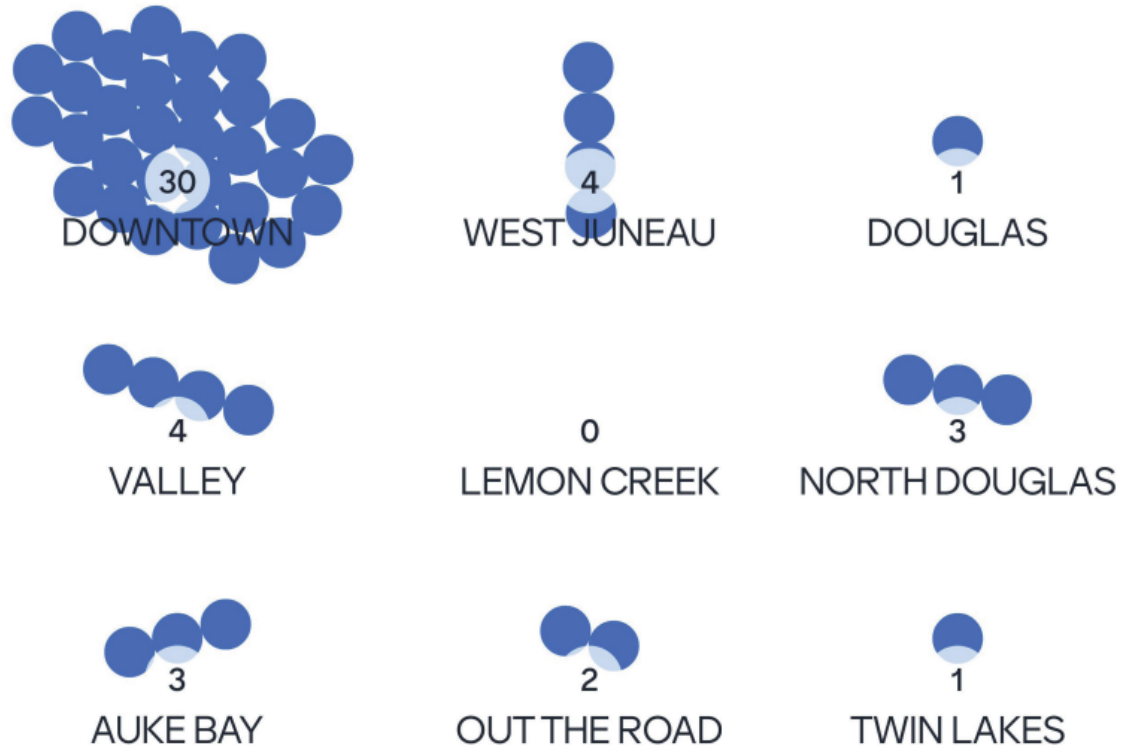 30
DOWNTOWN
4
WEST JUNEAU
1
DOUGLAS
4
VALLEY
0
LEMON CREEK
3
NORTH DOUGLAS
3
AUKE BAY
2
OUT THE ROAD
1
TWIN LAKES